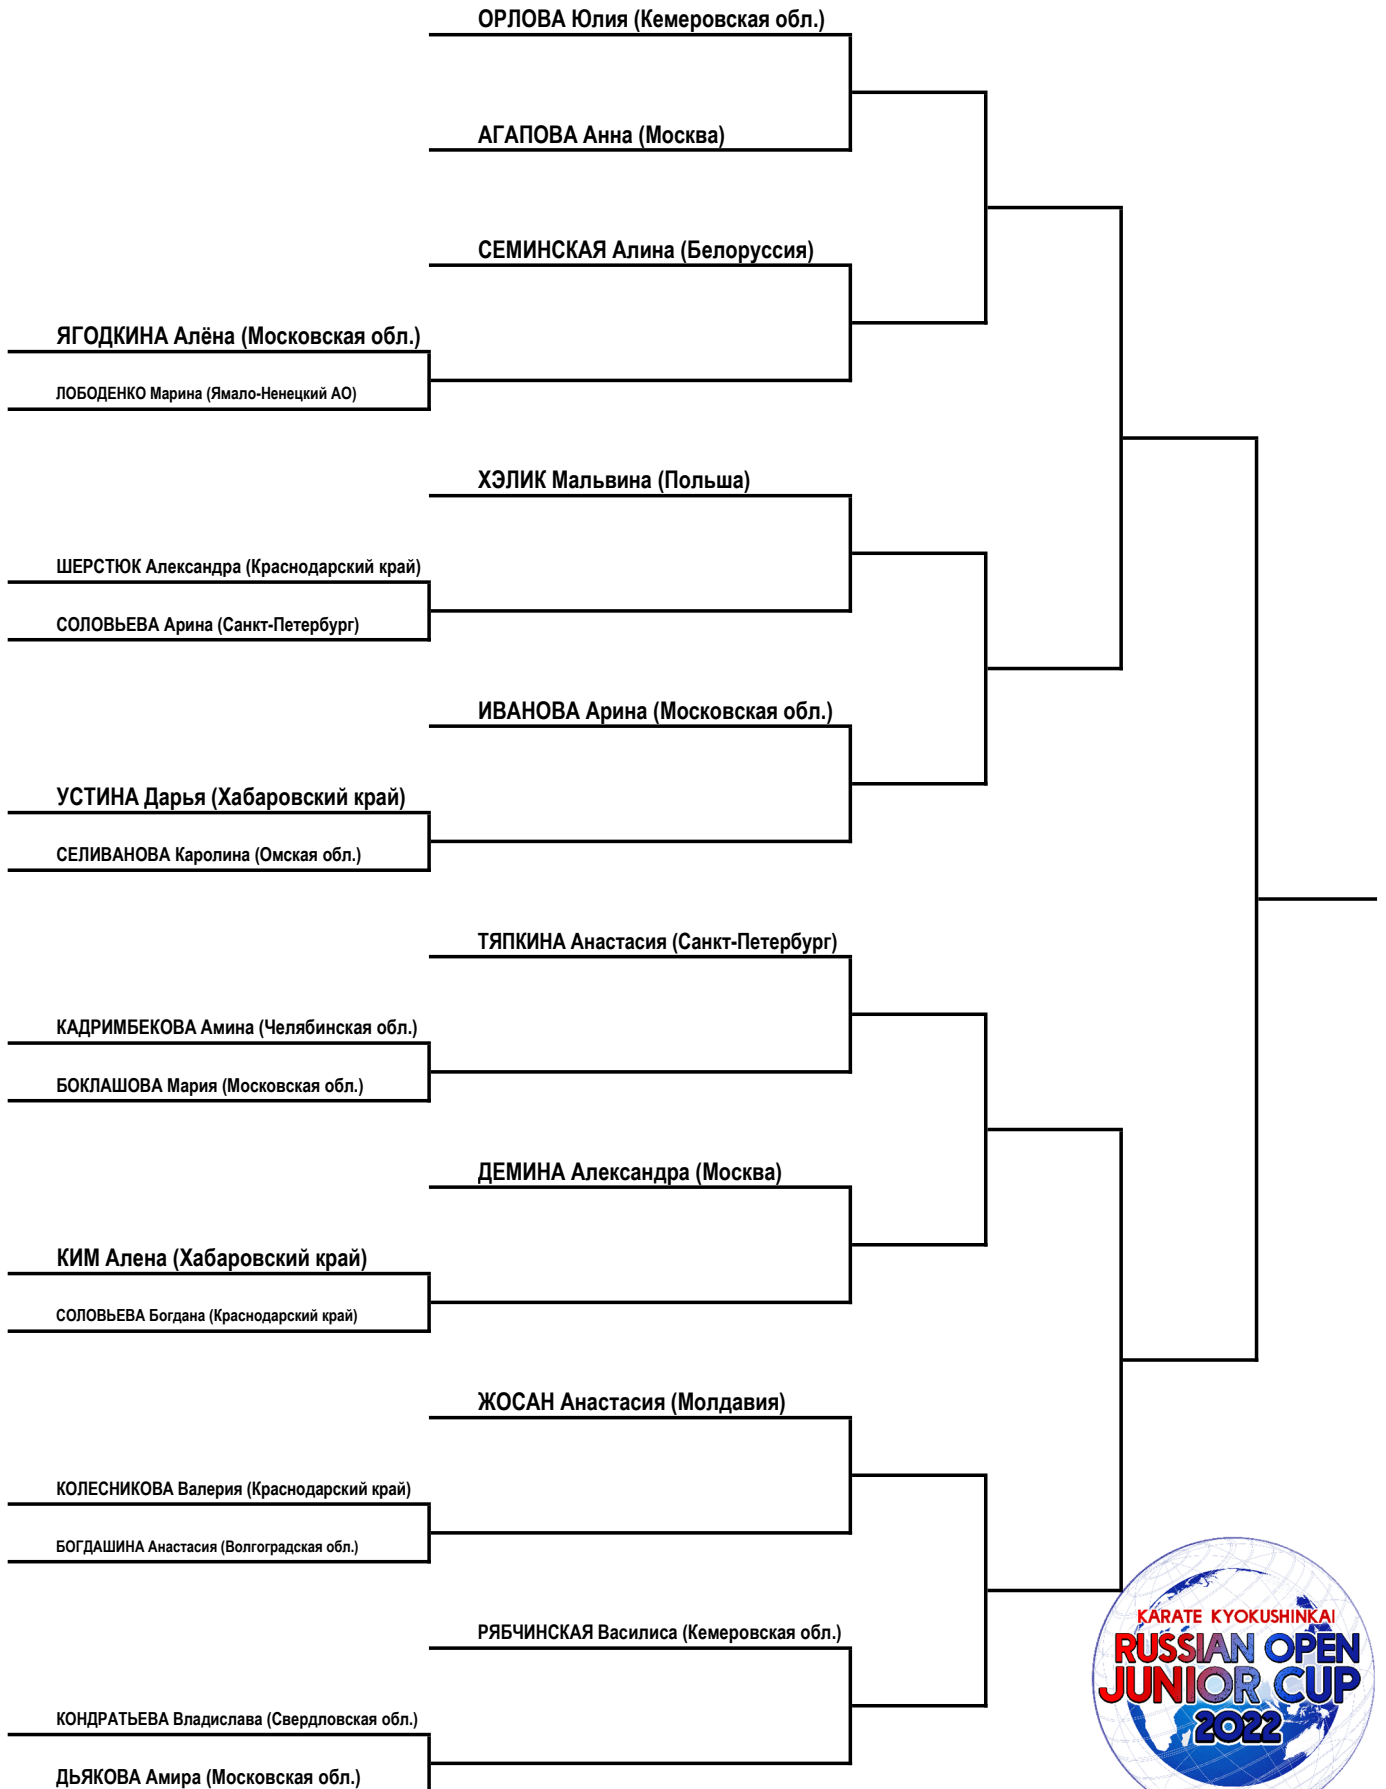 ОРЛОВА Юлия (Кемеровская обл.)
АГАПОВА Анна (Москва)
СЕМИНСКАЯ Алина (Белоруссия)
ЯГОДКИНА Алёна (Московская обл.)
ЛОБОДЕНКО Марина (Ямало-Ненецкий АО)
ХЭЛИК Мальвина (Польша)
ШЕРСТЮК Александра (Краснодарский край)
СОЛОВЬЕВА Арина (Санкт-Петербург)
ИВАНОВА Арина (Московская обл.)
УСТИНА Дарья (Хабаровский край)
СЕЛИВАНОВА Каролина (Омская обл.)
ТЯПКИНА Анастасия (Санкт-Петербург)
КАДРИМБЕКОВА Амина (Челябинская обл.)
БОКЛАШОВА Мария (Московская обл.)
ДЕМИНА Александра (Москва)
КИМ Алена (Хабаровский край)
СОЛОВЬЕВА Богдана (Краснодарский край)
ЖОСАН Анастасия (Молдавия)
КОЛЕСНИКОВА Валерия (Краснодарский край)
БОГДАШИНА Анастасия (Волгоградская обл.)
РЯБЧИНСКАЯ Василиса (Кемеровская обл.)
КОНДРАТЬЕВА Владислава (Свердловская обл.)
ДЬЯКОВА Амира (Московская обл.)
KARATE KYOKUSHINKAI
RUSSIAN OPEN
JUNIOR CUP
2022